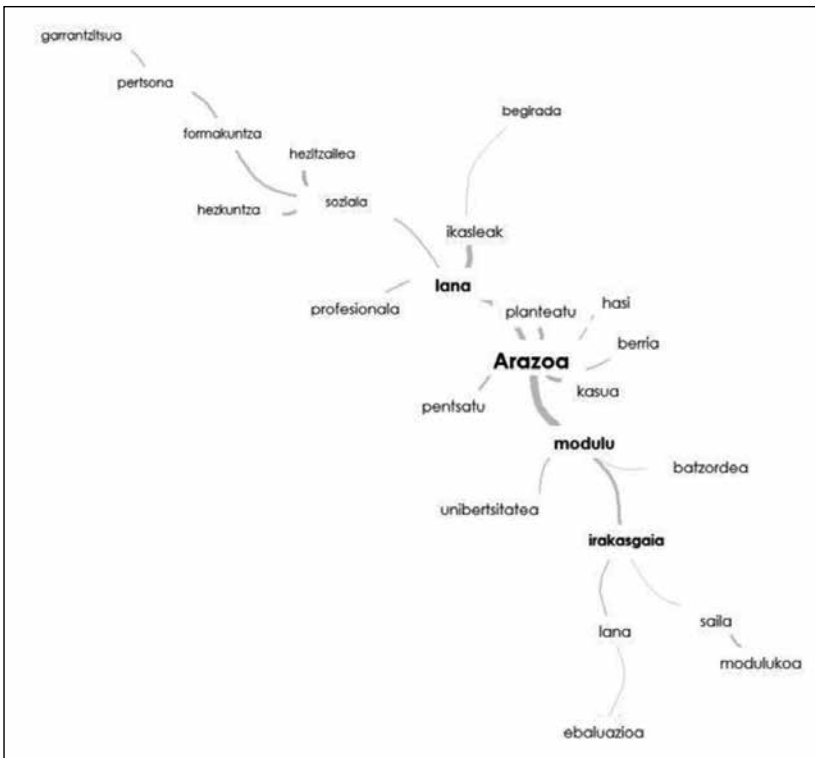 garrantzitsua
pertsona
begirada
formakuntza
hezitzailea
soziala
hezkuntza
ikasleak
lana
profesionala
planteatu
hasi
berria
Arazoa
kasua
pentsatu
modulu
batzordea
unibertsitatea
irakasgaia
saila
lana
modulukoa
ebaluazioa